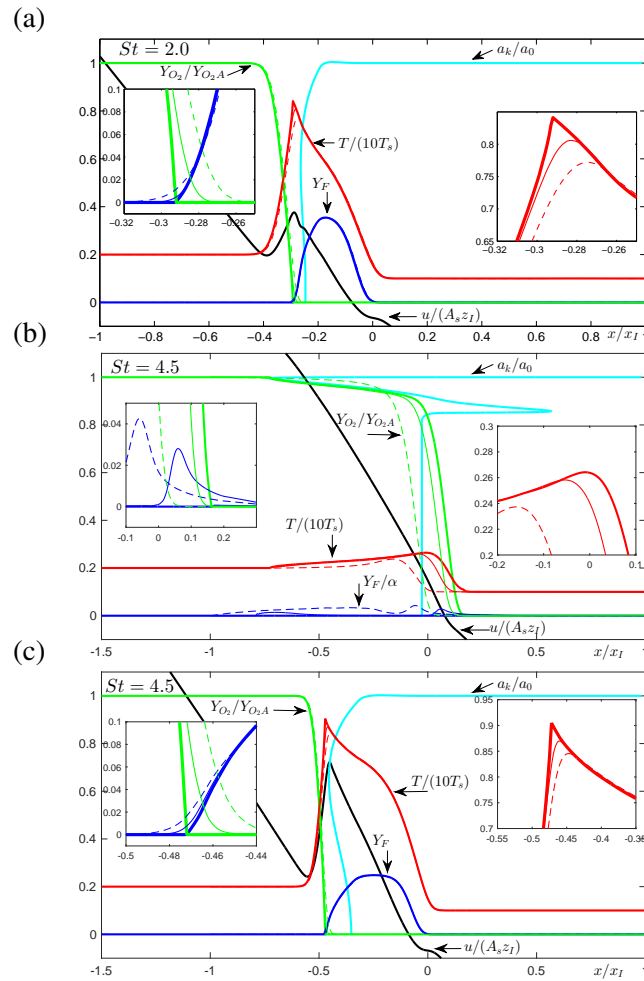 (a)
St = 2.0
a_k/a_0
Y_{O_2}/Y_{O_2A}
T/(10T_s)
Y_F
u/(A_s z_I)
0.1
0.08
0.06
0.04
0.02
0
-0.32 -0.3 -0.28 -0.26
0.8
0.75
0.7
0.65
-0.32 -0.3 -0.28 -0.26
1
0.8
0.6
0.4
0.2
0
-0.1
-1 -0.8 -0.6 -0.4 -0.2 0 0.2 0.4 0.6 0.8 1
x/x_I
(b)
St = 4.5
a_k/a_0
Y_{O_2}/Y_{O_2A}
T/(10T_s)
Y_F/α
u/(A_s z_I)
0.04
0.02
0
-0.1 0 0.1 0.2
0.3
0.28
0.26
0.24
0.22
0.2
-0.2 -0.1 0 0.1
1
0.8
0.6
0.4
0.2
0
-1.5 -1 -0.5 0 0.5 1
x/x_I
(c)
St = 4.5
a_k/a_0
Y_{O_2}/Y_{O_2A}
T/(10T_s)
Y_F
u/(A_s z_I)
0.1
0.08
0.06
0.04
0.02
0
-0.5 -0.48 -0.46 -0.44
0.95
0.9
0.85
0.8
0.75
0.7
-0.55 -0.45 -0.35
1
0.8
0.6
0.4
0.2
0
-1.5 -1 -0.5 0 0.5 1
x/x_I